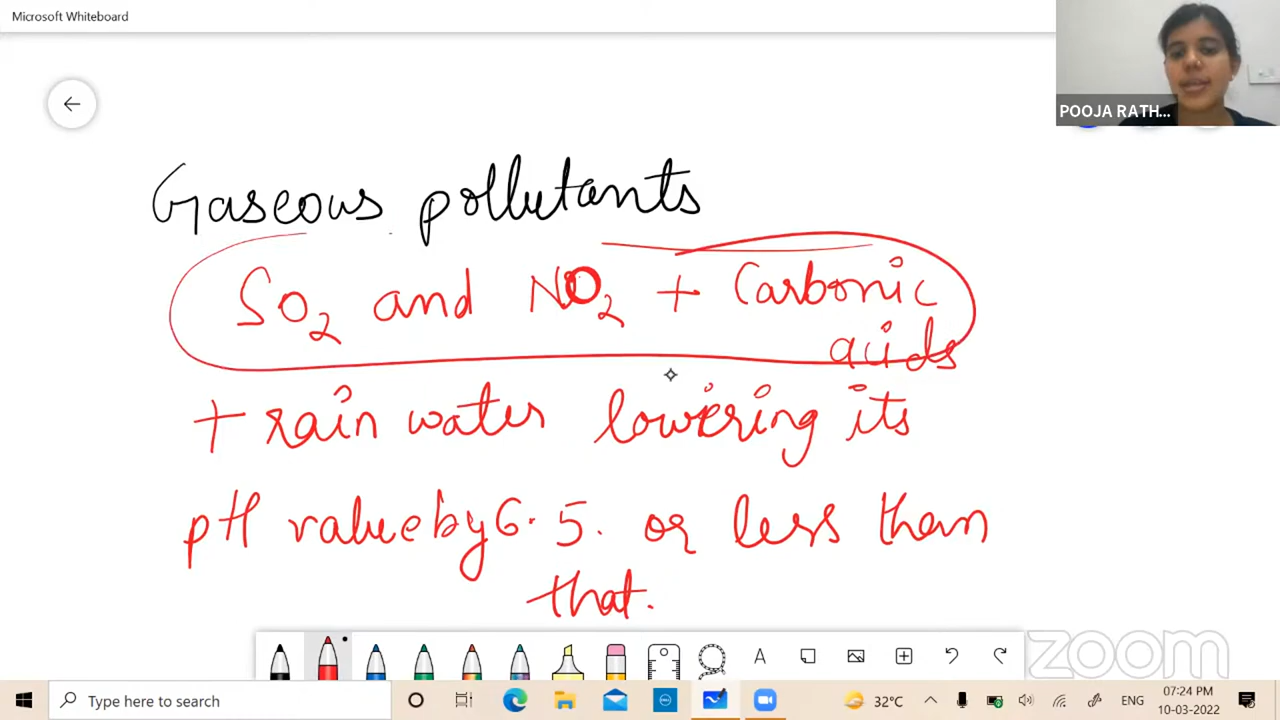 Microsoft Whiteboard
POOJA RATH...
Gaseous pollutants
SO2 and NO2 + Carbonic
acids
+ rain water lowering its
pH value by 6.5. or less than
that.
zoom
Type here to search
32°C
ENG
07:24 PM
10-03-2022